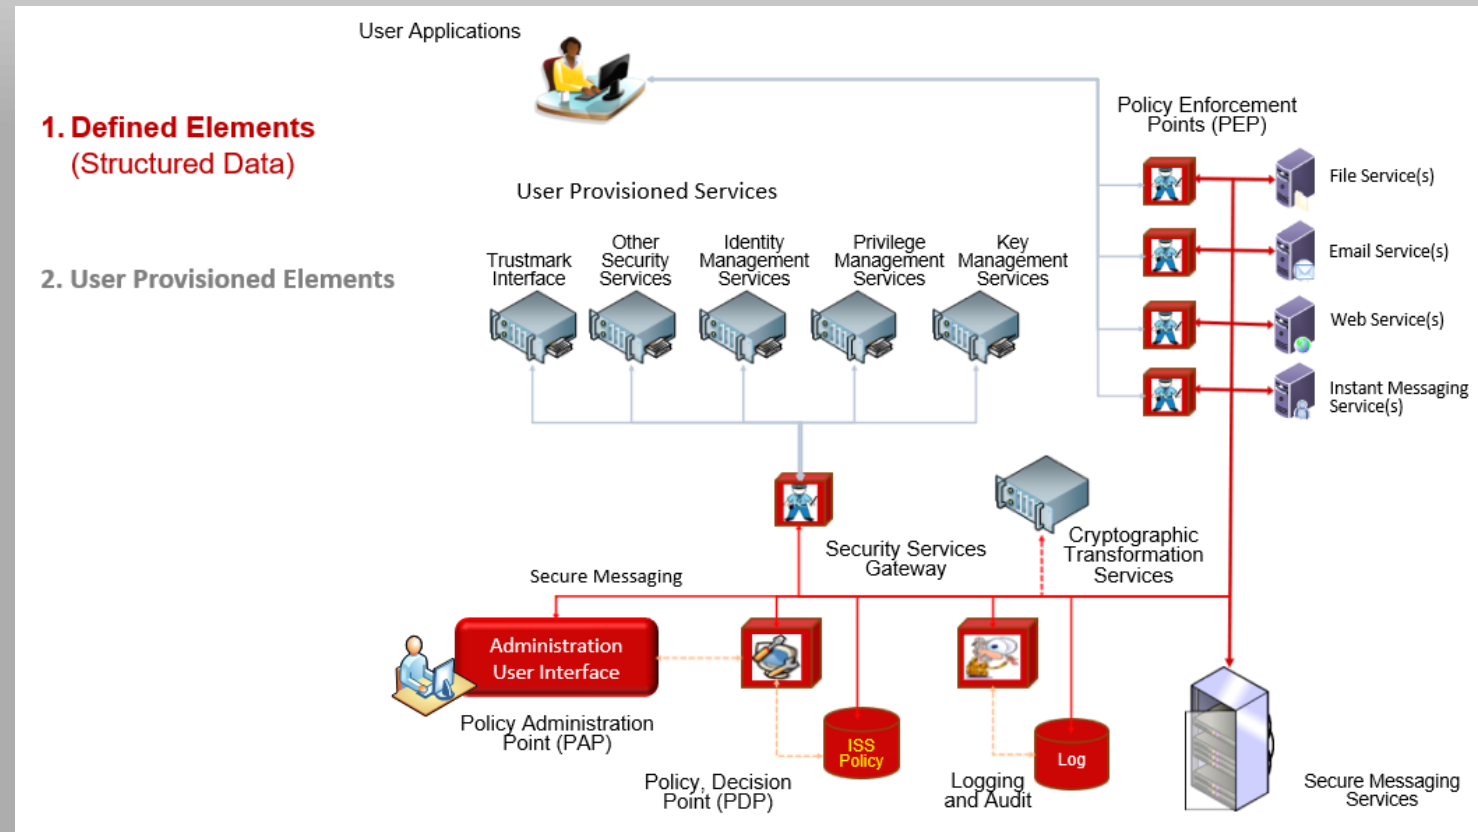 User Applications
1. Defined Elements
(Structured Data)
2. User Provisioned Elements
Policy Enforcement
Points (PEP)
File Service(s)
Email Service(s)
Web Service(s)
Instant Messaging
Service(s)
User Provisioned Services
Trustmark
Interface
Other
Security
Services
Identity
Management
Services
Privilege
Management
Services
Key
Management
Services
Security Services
Gateway
Cryptographic
Transformation
Services
Secure Messaging
Administration
User Interface
Policy Administration
Point (PAP)
ISS
Policy
Policy, Decision
Point (PDP)
Log
Logging
and Audit
Secure Messaging
Services